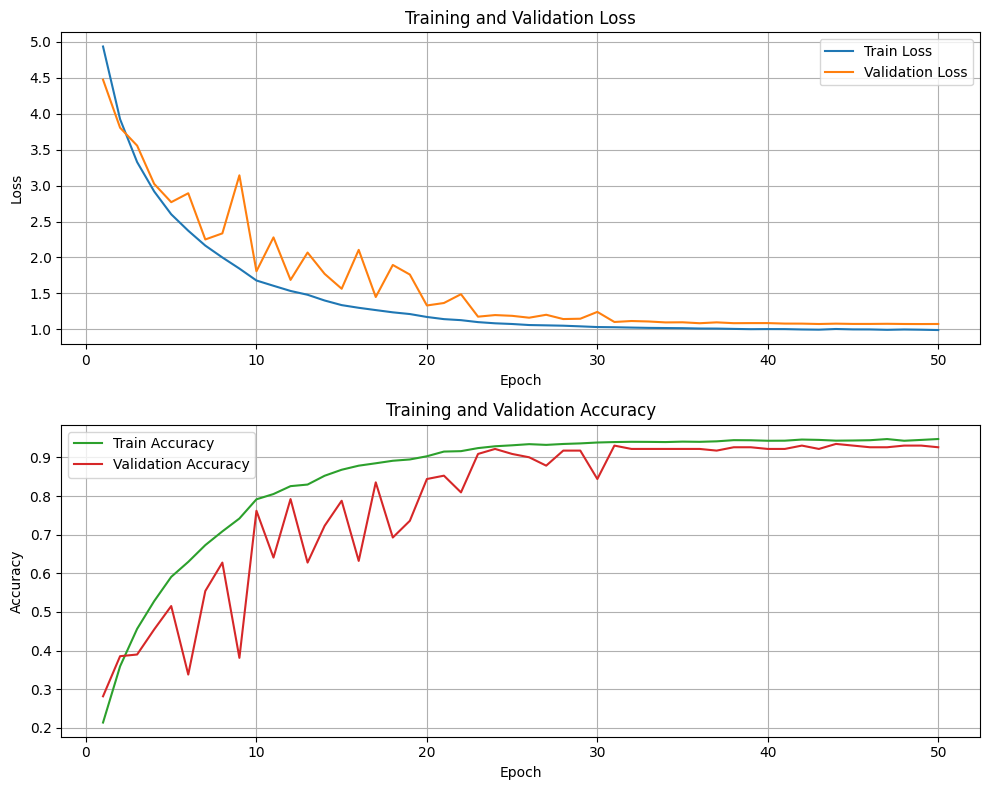 Training and Validation Loss
Train Loss
Validation Loss
5.0
4.5
4.0
3.5
3.0
2.5
2.0
1.5
1.0
Loss
0 10 20 30 40 50
Epoch
Training and Validation Accuracy
Train Accuracy
Validation Accuracy
0.9
0.8
0.7
0.6
0.5
0.4
0.3
0.2
Accuracy
0 10 20 30 40 50
Epoch